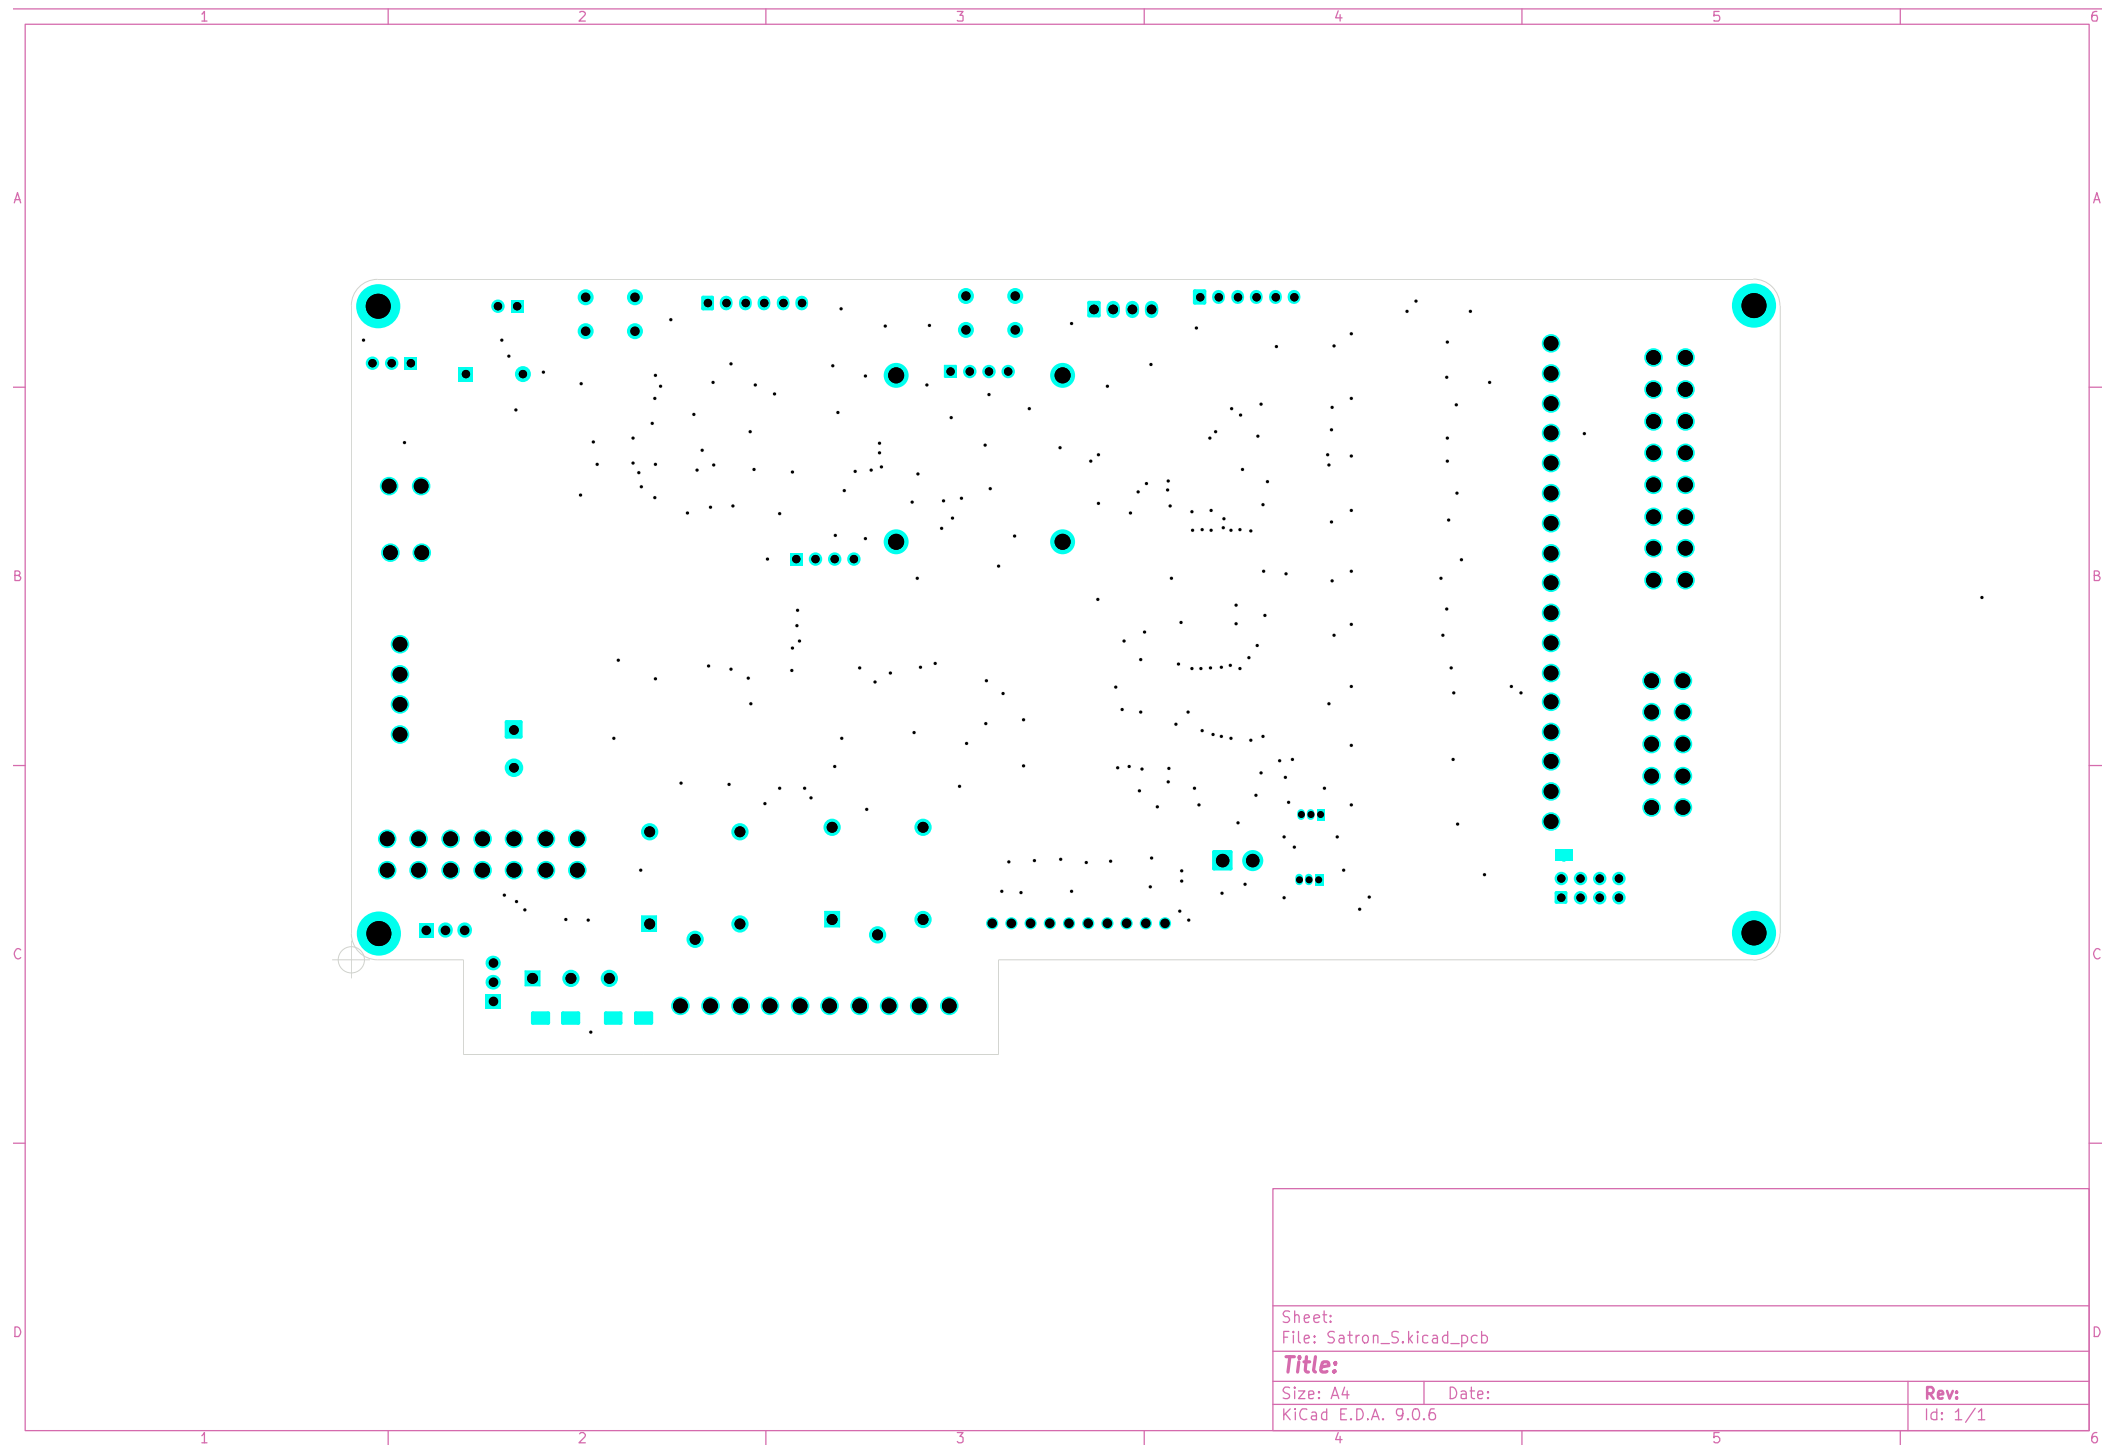 1 2 3 4 5 6
A A
B B
C C
Sheet:
File: Satron_S.kicad_pcb
D D
Title:
Size: A4 Date: Rev:
KiCad E.D.A. 9.0.6 Id: 1/1
1 2 3 4 5 6